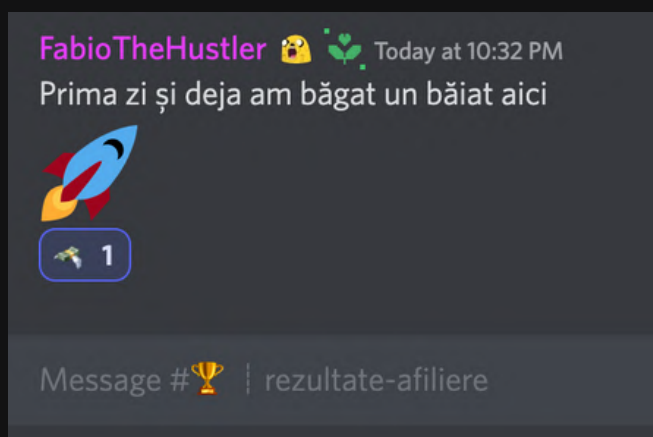 FabioTheHustler Today at 10:32 PM
Prima zi și deja am băgat un băiat aici
1
Message #🏆 ┊ rezultate-afiliere